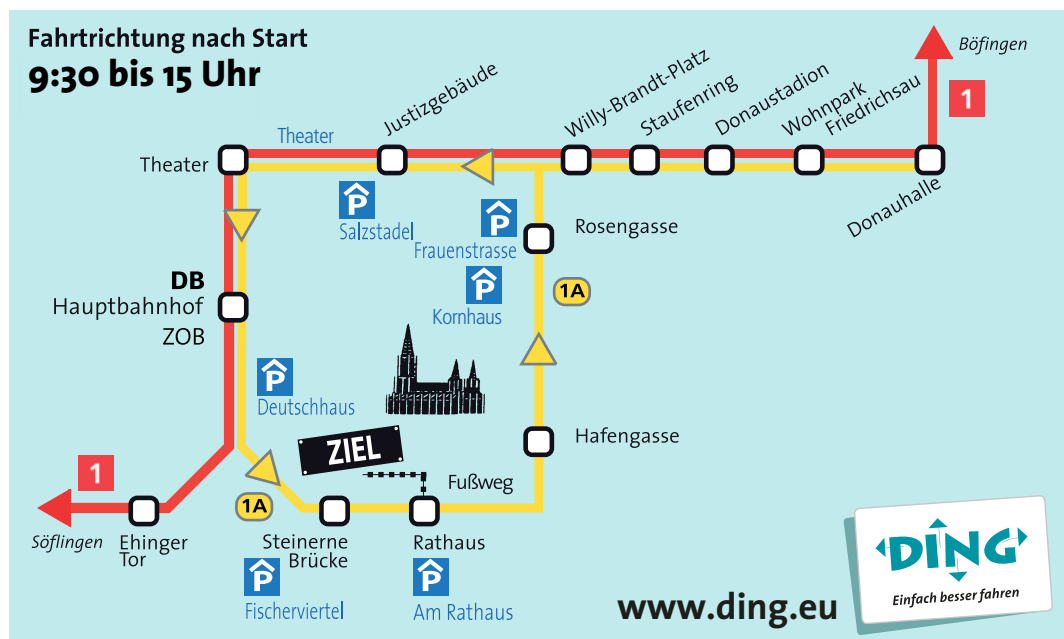 Fahrtrichtung nach Start
9:30 bis 15 Uhr
Böfingen
1
Justizgebäude
Willy-Brandt-Platz
Staufenring
Donaustadion
Wohnpark
Friedrichsau
Theater
Theater
Donauhalle
P
Salzstadel
P
Frauenstrasse
Rosengasse
P
Kornhaus
1A
DB
Hauptbahnhof
ZOB
P
Deutschhaus
ZIEL
Hafengasse
Fußweg
1
1A
Söflingen
Ehinger
Tor
Steinerne
Brücke
Rathaus
P
Fischerviertel
P
Am Rathaus
www.ding.eu
DING
Einfach besser fahren